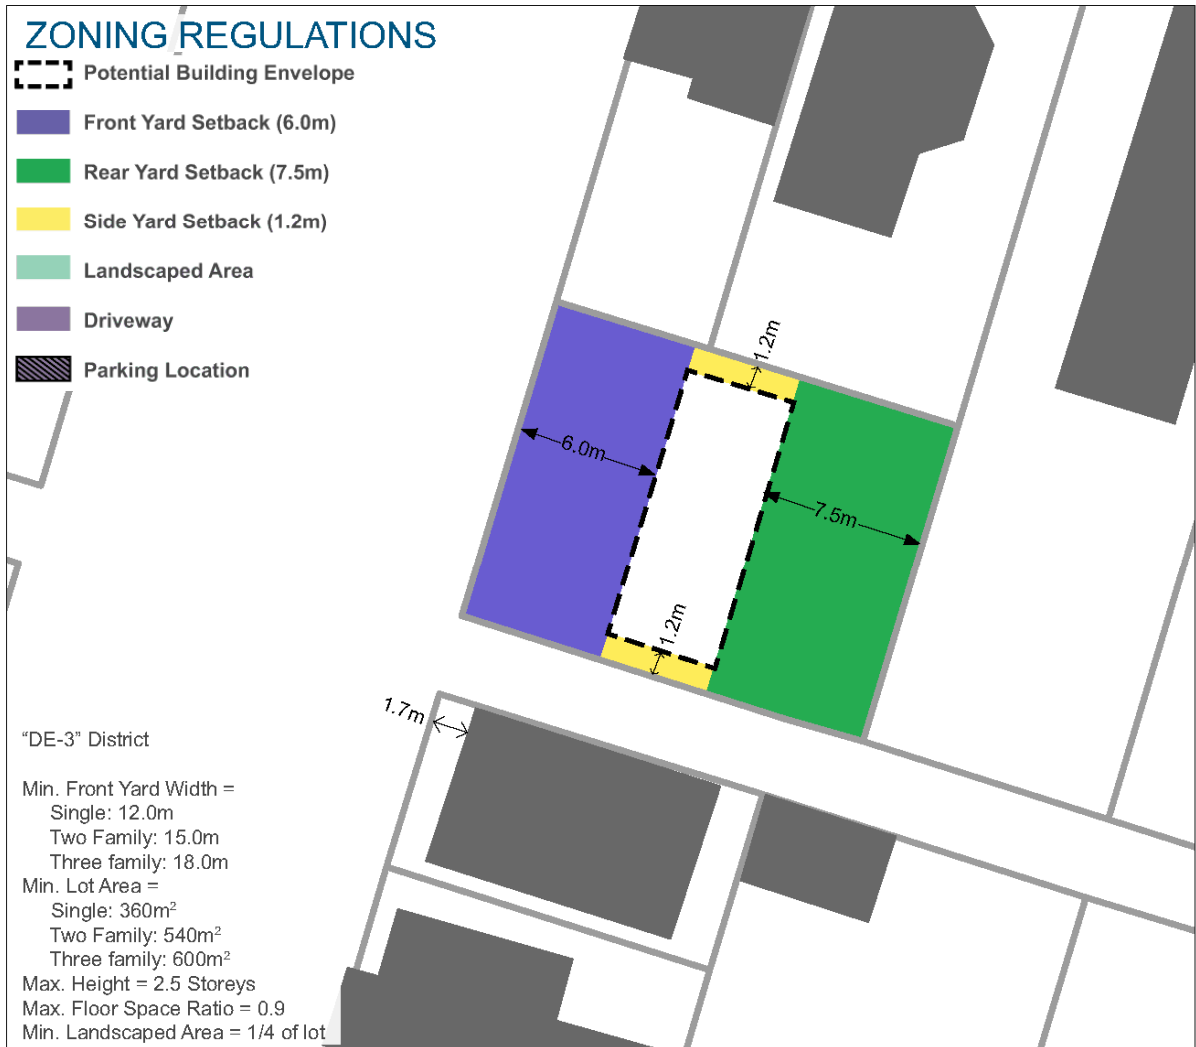 ZONING REGULATIONS
Potential Building Envelope
Front Yard Setback (6.0m)
Rear Yard Setback (7.5m)
Side Yard Setback (1.2m)
Landscaped Area
Driveway
Parking Location
1.2m
6.0m
7.5m
1.2m
1.7m
“DE-3” District
Min. Front Yard Width =
Single: 12.0m
Two Family: 15.0m
Three family: 18.0m
Min. Lot Area =
Single: 360m²
Two Family: 540m²
Three family: 600m²
Max. Height = 2.5 Storeys
Max. Floor Space Ratio = 0.9
Min. Landscaped Area = 1/4 of lot